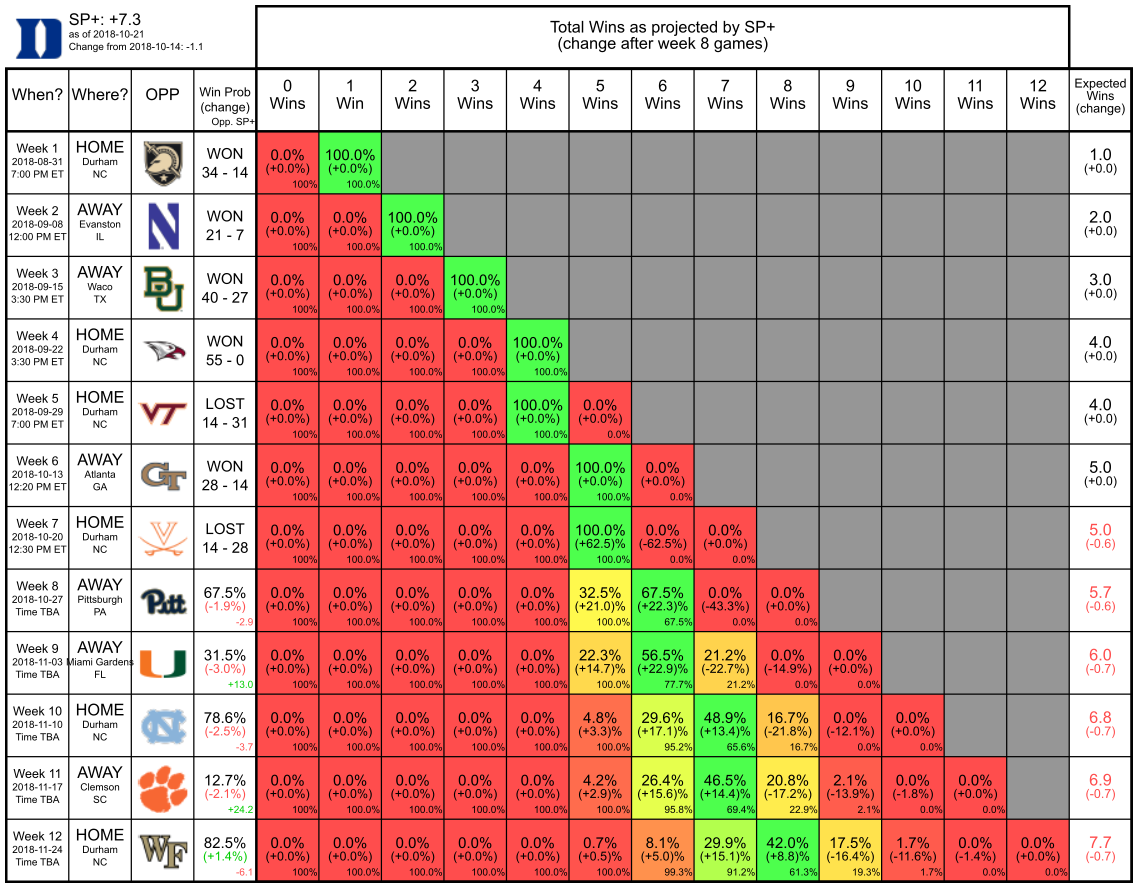 SP+: +7.3
as of 2018-10-21
Change from 2018-10-14: -1.1
Total Wins as projected by SP+
(change after week 8 games)
When? Where? OPP Win Prob (change) Opp. SP+ 0 Wins 1 Win 2 Wins 3 Wins 4 Wins 5 Wins 6 Wins 7 Wins 8 Wins 9 Wins 10 Wins 11 Wins 12 Wins Expected Wins (change)
Week 1 HOME WON 0.0% 100.0% 1.0
2018-08-31 Durham (+0.0%) (+0.0%) (+0.0)
7:00 PM ET NC 34 - 14 100% 100.0%
Week 2 AWAY N WON 0.0% 0.0% 100.0% 2.0
2018-09-08 Evanston (+0.0%) (+0.0%) (+0.0%) (+0.0)
12:00 PM ET IL 21 - 7 100% 100.0% 100.0%
Week 3 AWAY BU WON 0.0% 0.0% 0.0% 100.0% 3.0
2018-09-15 Waco (+0.0%) (+0.0%) (+0.0%) (+0.0%) (+0.0)
3:30 PM ET TX 40 - 27 100% 100.0% 100.0% 100.0%
Week 4 HOME WON 0.0% 0.0% 0.0% 0.0% 100.0% 4.0
2018-09-22 Durham (+0.0%) (+0.0%) (+0.0%) (+0.0%) (+0.0%) (+0.0)
3:30 PM ET NC 55 - 0 100% 100.0% 100.0% 100.0% 100.0%
Week 5 HOME VT LOST 0.0% 0.0% 0.0% 0.0% 100.0% 0.0% 4.0
2018-09-29 Durham (+0.0%) (+0.0%) (+0.0%) (+0.0%) (+0.0%) (+0.0%) (+0.0)
7:00 PM ET NC 14 - 31 100% 100.0% 100.0% 100.0% 100.0% 0.0%
Week 6 AWAY GT WON 0.0% 0.0% 0.0% 0.0% 0.0% 100.0% 0.0% 5.0
2018-10-13 Atlanta (+0.0%) (+0.0%) (+0.0%) (+0.0%) (+0.0%) (+0.0%) (+0.0%) (+0.0)
12:20 PM ET GA 28 - 14 100% 100.0% 100.0% 100.0% 100.0% 100.0% 0.0%
Week 7 HOME V LOST 0.0% 0.0% 0.0% 0.0% 0.0% 100.0% 0.0% 0.0% 5.0
2018-10-20 Durham (+0.0%) (+0.0%) (+0.0%) (+0.0%) (+0.0%) (+62.5)% (-62.5%) (+0.0%) (-0.6)
12:30 PM ET NC 14 - 28 100% 100.0% 100.0% 100.0% 100.0% 100.0% 0.0% 0.0%
Week 8 AWAY Pitt 67.5% 0.0% 0.0% 0.0% 0.0% 0.0% 32.5% 67.5% 0.0% 0.0% 5.7
2018-10-27 Pittsburgh (-1.9%) (+0.0%) (+0.0%) (+0.0%) (+0.0%) (+0.0%) (+21.0)% (+22.3)% (-43.3%) (+0.0%) (-0.6)
Time TBA PA -2.9 100% 100.0% 100.0% 100.0% 100.0% 100.0% 67.5% 0.0% 0.0%
Week 9 AWAY U 31.5% 0.0% 0.0% 0.0% 0.0% 0.0% 22.3% 56.5% 21.2% 0.0% 0.0% 6.0
2018-11-03 Miami Gardens (-3.0%) (+0.0%) (+0.0%) (+0.0%) (+0.0%) (+0.0%) (+14.7)% (+22.9)% (-22.7%) (-14.9%) (+0.0%) (-0.7)
Time TBA FL +13.0 100% 100.0% 100.0% 100.0% 100.0% 100.0% 77.7% 21.2% 0.0% 0.0%
Week 10 HOME NC 78.6% 0.0% 0.0% 0.0% 0.0% 0.0% 4.8% 29.6% 48.9% 16.7% 0.0% 0.0% 6.8
2018-11-10 Durham (-2.5%) (+0.0%) (+0.0%) (+0.0%) (+0.0%) (+0.0%) (+3.3)% (+17.1)% (+13.4)% (-21.8%) (-12.1%) (+0.0%) (-0.7)
Time TBA NC -3.7 100% 100.0% 100.0% 100.0% 100.0% 100.0% 95.2% 65.6% 16.7% 0.0% 0.0%
Week 11 AWAY 12.7% 0.0% 0.0% 0.0% 0.0% 0.0% 4.2% 26.4% 46.5% 20.8% 2.1% 0.0% 0.0% 6.9
2018-11-17 Clemson (-2.1%) (+0.0%) (+0.0%) (+0.0%) (+0.0%) (+0.0%) (+2.9)% (+15.6)% (+14.4)% (-17.2%) (-13.9%) (-1.8%) (+0.0%) (-0.7)
Time TBA SC +24.2 100% 100.0% 100.0% 100.0% 100.0% 100.0% 95.8% 69.4% 22.9% 2.1% 0.0% 0.0%
Week 12 HOME WF 82.5% 0.0% 0.0% 0.0% 0.0% 0.0% 0.7% 8.1% 29.9% 42.0% 17.5% 1.7% 0.0% 0.0% 7.7
2018-11-24 Durham (+1.4%) (+0.0%) (+0.0%) (+0.0%) (+0.0%) (+0.0%) (+0.5)% (+5.0)% (+15.1)% (+8.8)% (-16.4%) (-11.6%) (-1.4%) (+0.0%) (-0.7)
Time TBA NC -6.1 100% 100.0% 100.0% 100.0% 100.0% 100.0% 99.3% 91.2% 61.3% 19.3% 1.7% 0.0% 0.0%